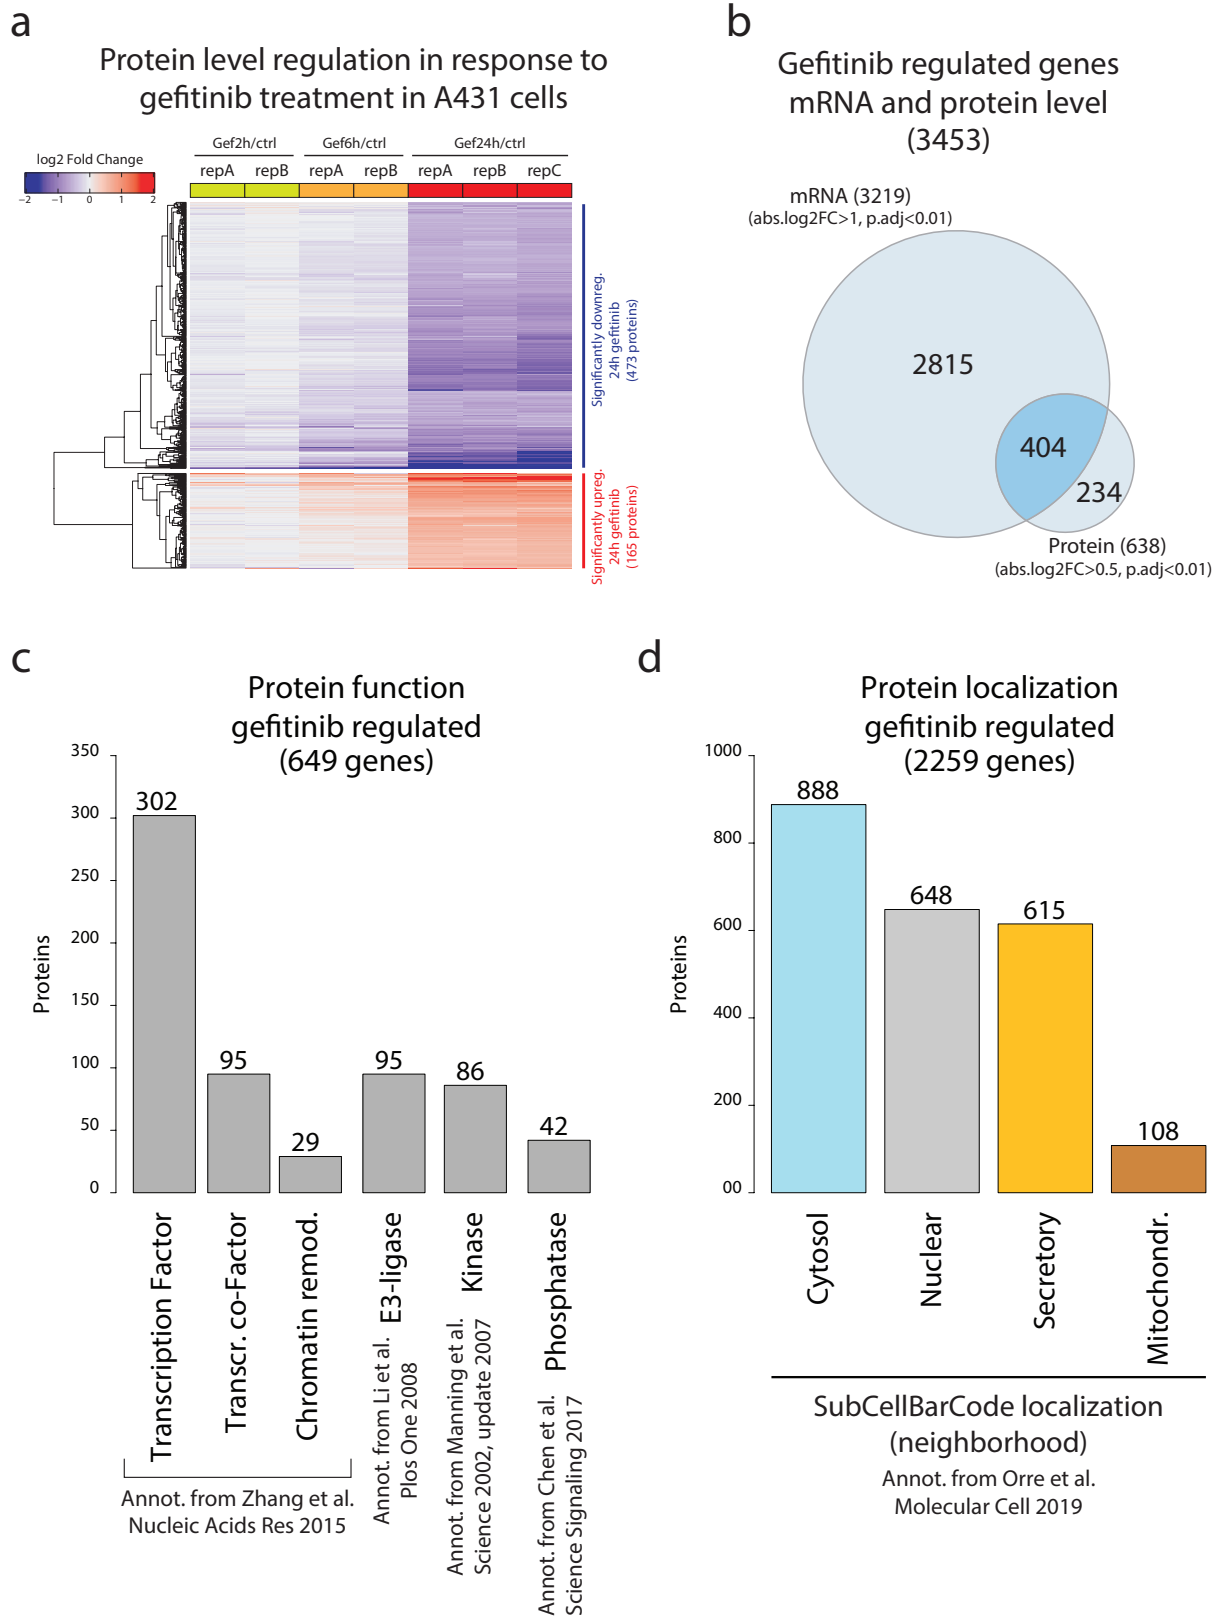 a
Protein level regulation in response to
gefitinib treatment in A431 cells
log2 Fold Change
−2 −1 0 1 2
Gef2h/ctrl Gef6h/ctrl Gef24h/ctrl
repA repB repA repB repA repB repC
Significantly downreg.
24h gefitinib
(473 proteins)
Significantly upreg.
24h gefitinib
(165 proteins)
b
Gefitinib regulated genes
mRNA and protein level
(3453)
mRNA (3219)
(abs.log2FC>1, p.adj<0.01)
2815
404
234
Protein (638)
(abs.log2FC>0.5, p.adj<0.01)
c
Protein function
gefitinib regulated
(649 genes)
Proteins
350
300
250
200
150
100
50
0
302
95
29
95
86
42
Transcription Factor
Transcr. co-Factor
Chromatin remod.
E3-ligase
Kinase
Phosphatase
Annot. from Zhang et al.
Nucleic Acids Res 2015
Annot. from Li et al.
Plos One 2008
Annot. from Manning et al.
Science 2002, update 2007
Annot. from Chen et al.
Science Signaling 2017
d
Protein localization
gefitinib regulated
(2259 genes)
Proteins
1000
800
600
400
200
00
888
648
615
108
Cytosol
Nuclear
Secretory
Mitochondr.
SubCellBarCode localization
(neighborhood)
Annot. from Orre et al.
Molecular Cell 2019